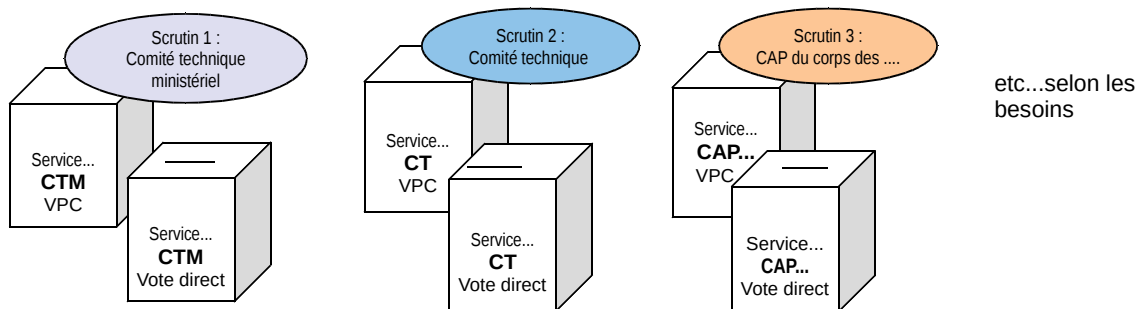 Scrutin 1 :
Comité technique
ministériel
Service...
CTM
VPC
Service...
CTM
Vote direct
Scrutin 2 :
Comité technique
Service...
CT
VPC
Service...
CT
Vote direct
Scrutin 3 :
CAP du corps des ....
Service...
CAP...
VPC
Service...
CAP...
Vote direct
etc...selon les
besoins